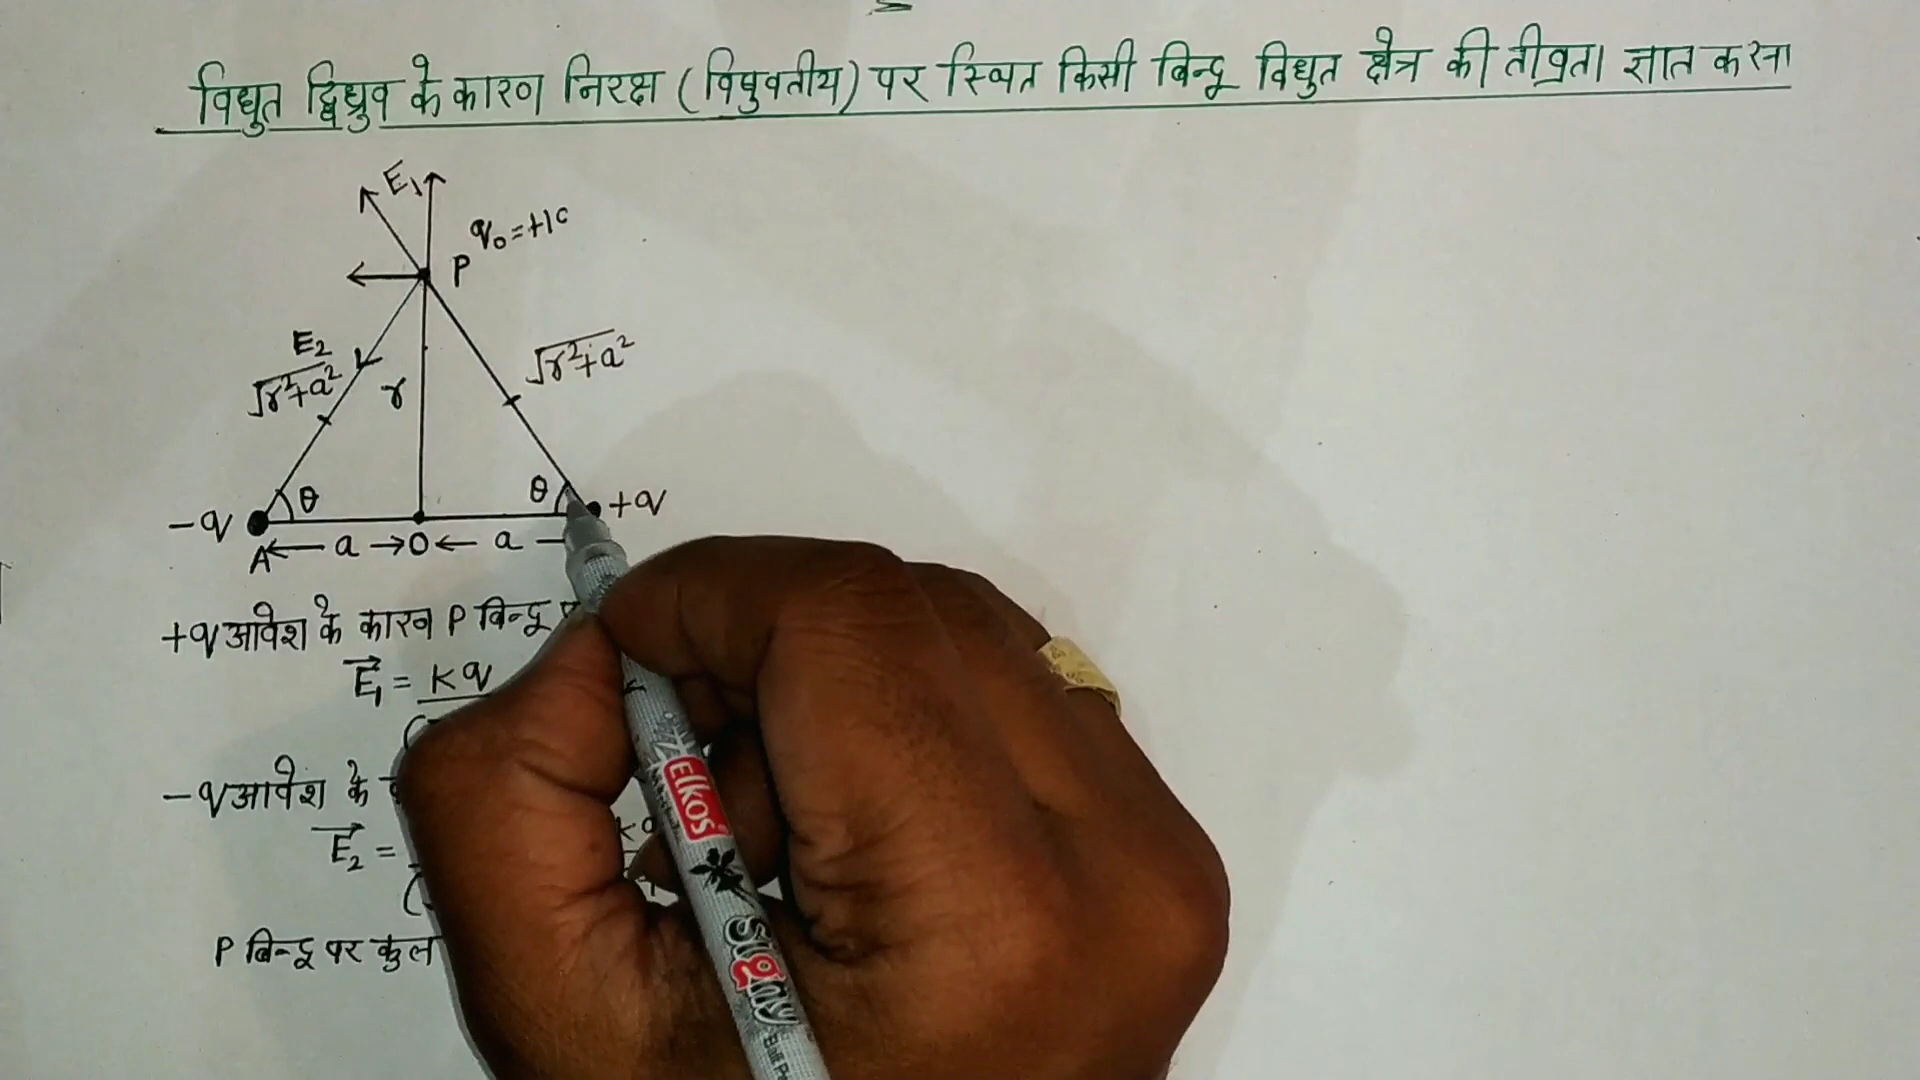 विधुत द्विध्रुव के कारण निरक्ष (विषुवतीय) पर स्थित किसी बिन्दू विधुत क्षेत्र की तीव्रता ज्ञात करना
E₁
q₀=+1C
P
E₂
√r²+a²
√r²+a²
r
θ
θ
-q
+q
A ← a → O ← a
+q आवेश के कारण P बिन्दू
E₁→ = Kq
-q आवेश के
E₂→ =
P बिन्दू पर कुल
Elkos
signy